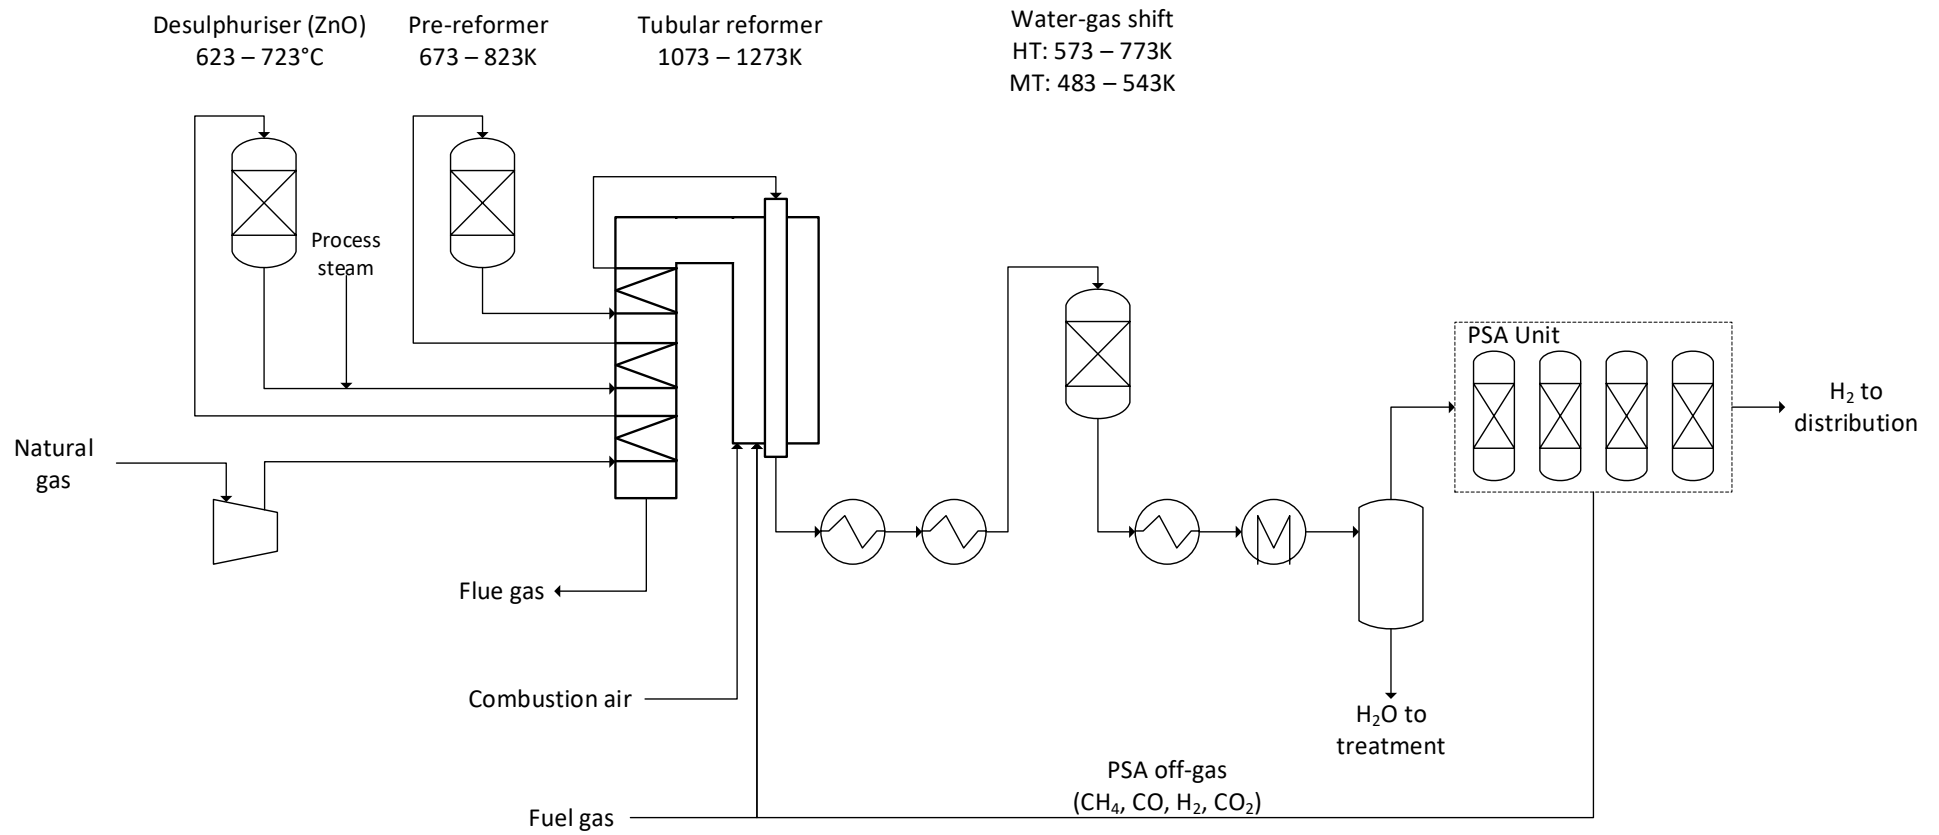 Desulphuriser (ZnO)
623 – 723°C
Pre-reformer
673 – 823K
Tubular reformer
1073 – 1273K
Water-gas shift
HT: 573 – 773K
MT: 483 – 543K
Process
steam
Natural
gas
Flue gas
Combustion air
Fuel gas
PSA Unit
H₂ to
distribution
H₂O to
treatment
PSA off-gas
(CH₄, CO, H₂, CO₂)